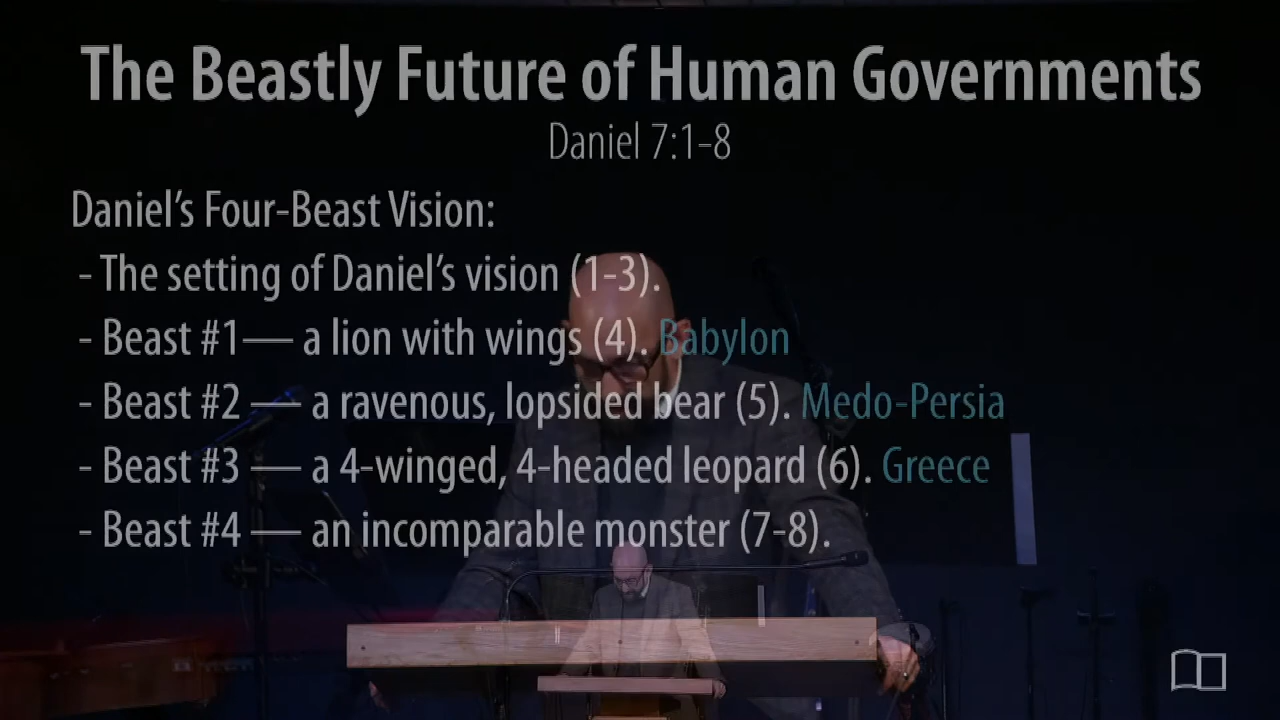 The Beastly Future of Human Governments
Daniel 7:1-8
Daniel’s Four-Beast Vision:
- The setting of Daniel’s vision (1-3).
- Beast #1— a lion with wings (4). Babylon
- Beast #2 — a ravenous, lopsided bear (5). Medo-Persia
- Beast #3 — a 4-winged, 4-headed leopard (6). Greece
- Beast #4 — an incomparable monster (7-8).